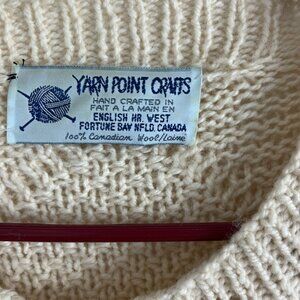 YARN POINT CRAFTS
HAND CRAFTED IN
FAIT A LA MAIN EN
ENGLISH HR. WEST
FORTUNE BAY NFLD. CANADA
100% Canadian Wool/Laine